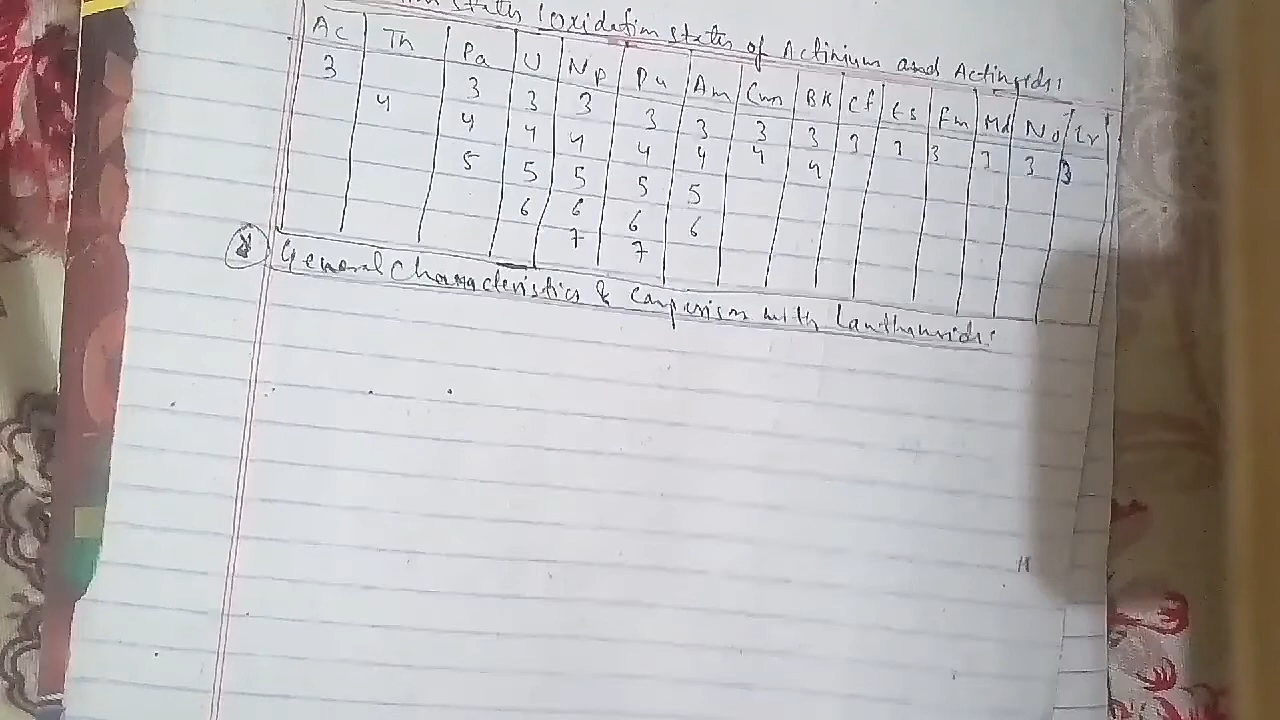 states (oxidation states of Actinium and Actinoids:
Ac Th Pa U Np Pu Am Cm Bk Cf Es Fm Md No Lr
3 3 3 3 3 3 3 3 3 3 3 3 3 3
4 4 4 4 4 4 4 4
5 5 5 5 5
6 6 6 6
7 7
General Characteristics & Comparism with Lanthanoids: